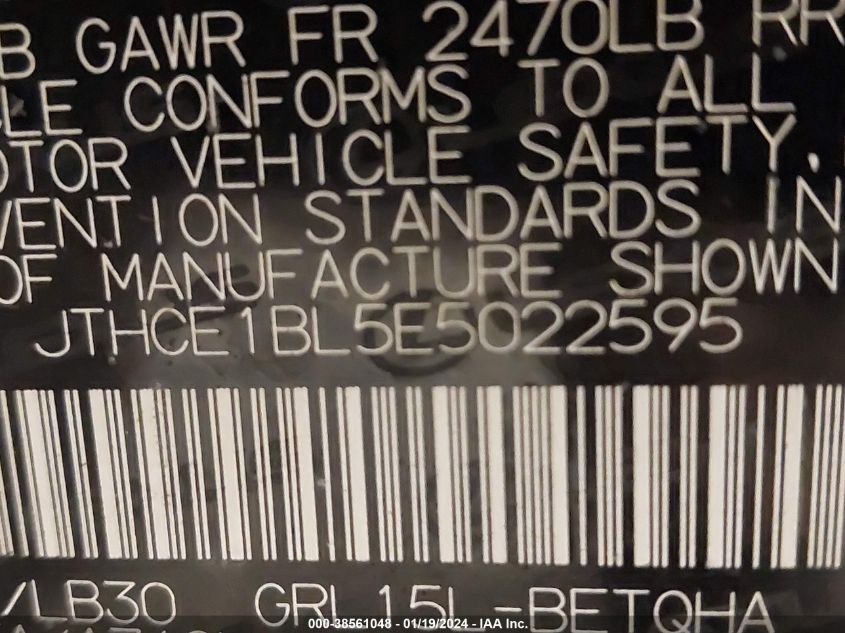 B GAWR FR 2470LB RR
CLE CONFORMS TO ALL
OTOR VEHICLE SAFETY,
VENTION STANDARDS IN
OF MANUFACTURE SHOWN
JTHCE1BL5E5022595
/LB30 GRL15L-BETQHA
000-38561048 - 01/19/2024 - IAA Inc.